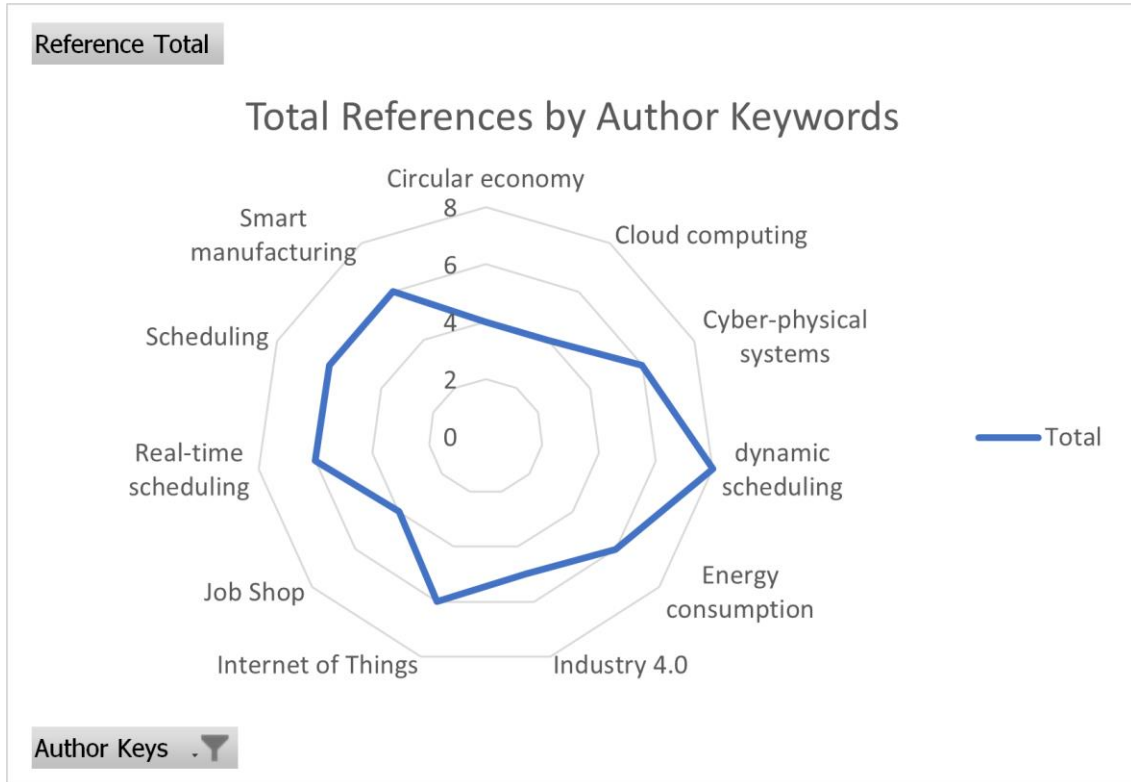 Reference Total
Total References by Author Keywords
Circular economy
8
6
4
2
0
Cloud computing
Cyber-physical
systems
dynamic
scheduling
Energy
consumption
Industry 4.0
Internet of Things
Job Shop
Real-time
scheduling
Scheduling
Smart
manufacturing
Total
Author Keys